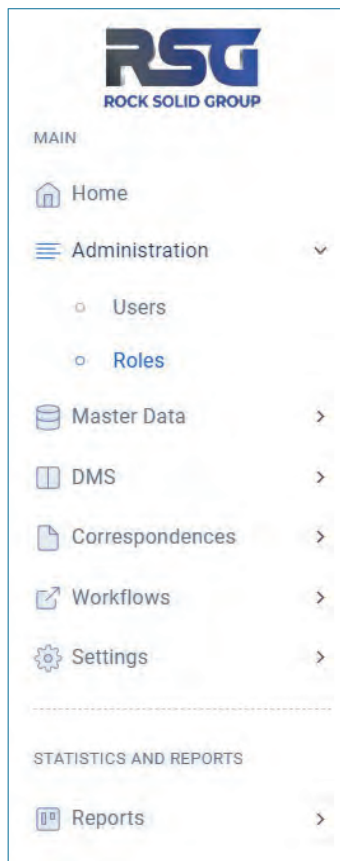 RSG
ROCK SOLID GROUP
MAIN
Home
Administration
Users
Roles
Master Data
DMS
Correspondences
Workflows
Settings
STATISTICS AND REPORTS
Reports